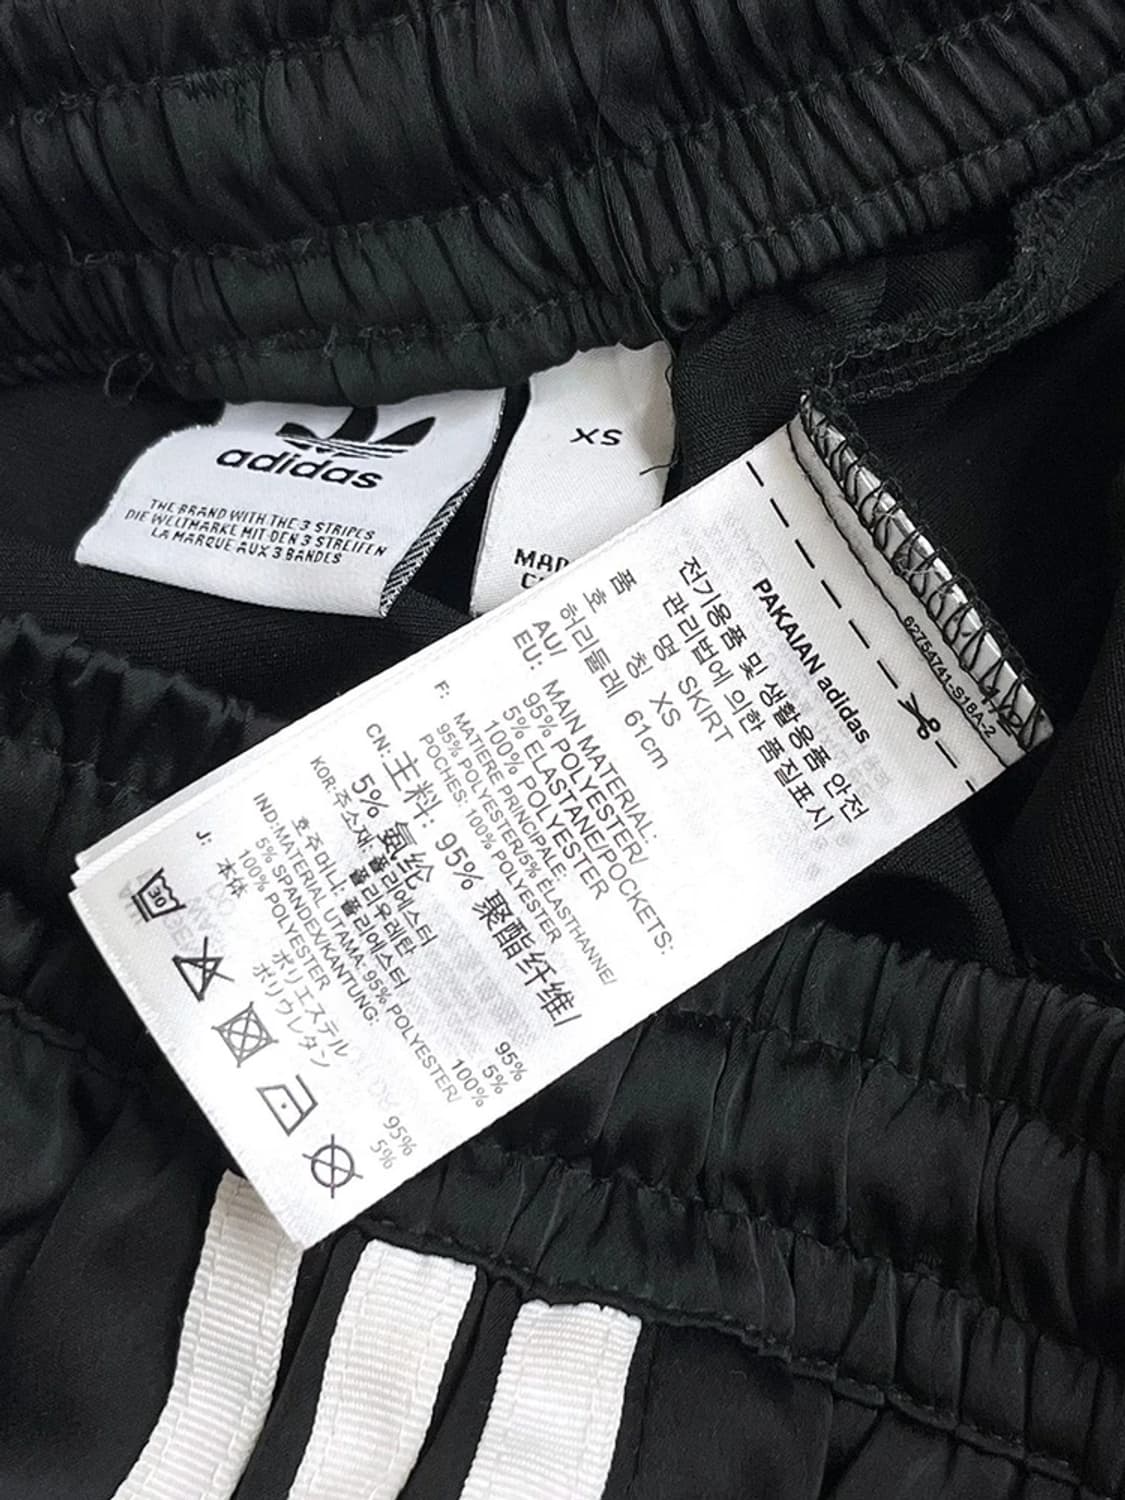 adidas
THE BRAND WITH THE 3 STRIPES
DIE WELTMARKE MIT DEN 3 STREIFEN
LA MARQUE AUX 3 BANDES
XS
62754741-S18A-2
PAKAIAN adidas
전기용품 및 생활용품 안전
관리법에 의한 품질표시
품 명 SKIRT
호 칭 XS
허리둘레 61cm
AU/ MAIN MATERIAL:
EU: 95% POLYESTER/
5% ELASTANE/POCKETS:
100% POLYESTER
F: MATIERE PRINCIPALE:
95% POLYESTER/5% ELASTHANNE/
POCHES: 100% POLYESTER
CN: 主料: 95% 聚酯纤维/
5% 氨纶
KOR: 주소재: 폴리에스터 95%
폴리우레탄 5%
호주머니: 폴리에스터 100%
IND: MATERIAL UTAMA: 95% POLYESTER/
5% SPANDEX/KANTUNG:
100% POLYESTER
J: 本体 ポリエステル 95%
ポリウレタン 5%
30